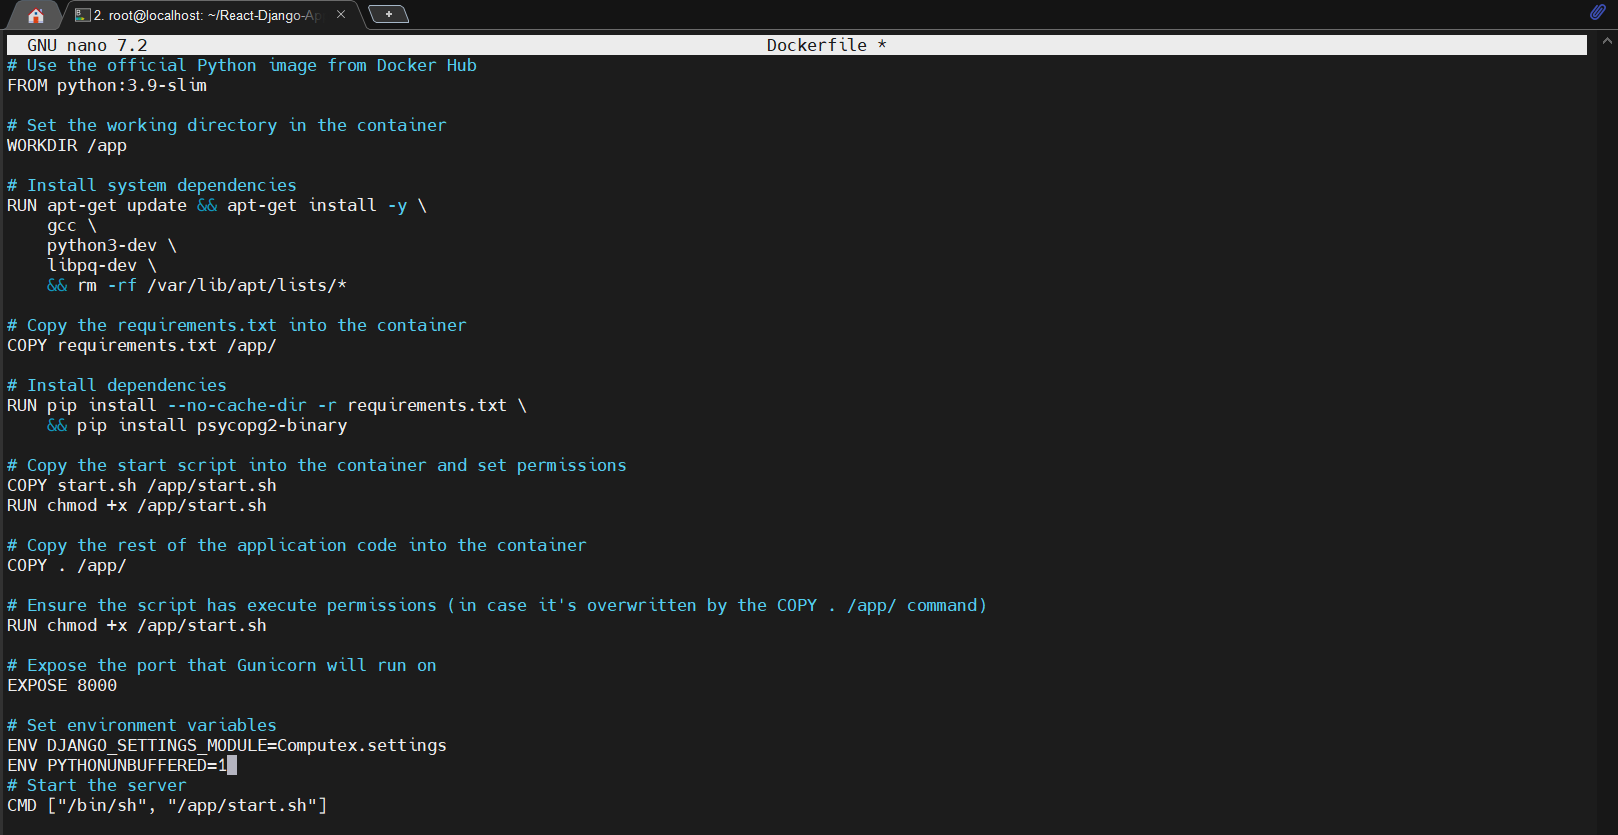 2. root@localhost: ~/React-Django-Ap
GNU nano 7.2 Dockerfile *
# Use the official Python image from Docker Hub
FROM python:3.9-slim
# Set the working directory in the container
WORKDIR /app
# Install system dependencies
RUN apt-get update && apt-get install -y \
gcc \
python3-dev \
libpq-dev \
&& rm -rf /var/lib/apt/lists/*
# Copy the requirements.txt into the container
COPY requirements.txt /app/
# Install dependencies
RUN pip install --no-cache-dir -r requirements.txt \
&& pip install psycopg2-binary
# Copy the start script into the container and set permissions
COPY start.sh /app/start.sh
RUN chmod +x /app/start.sh
# Copy the rest of the application code into the container
COPY . /app/
# Ensure the script has execute permissions (in case it's overwritten by the COPY . /app/ command)
RUN chmod +x /app/start.sh
# Expose the port that Gunicorn will run on
EXPOSE 8000
# Set environment variables
ENV DJANGO_SETTINGS_MODULE=Computex.settings
ENV PYTHONUNBUFFERED=1
# Start the server
CMD ["/bin/sh", "/app/start.sh"]